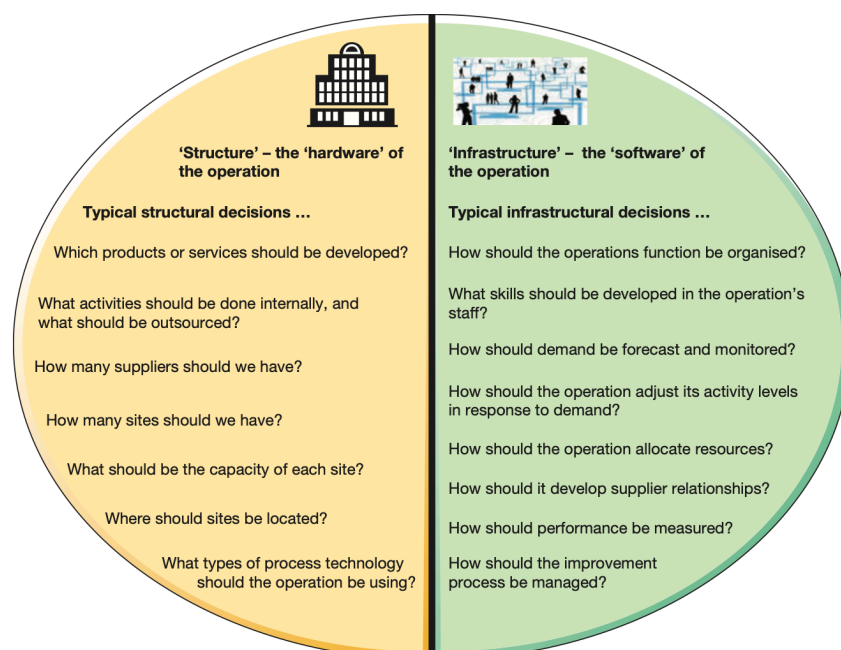 ‘Structure’ – the ‘hardware’ of
the operation
Typical structural decisions …
Which products or services should be developed?
What activities should be done internally, and
what should be outsourced?
How many suppliers should we have?
How many sites should we have?
What should be the capacity of each site?
Where should sites be located?
What types of process technology
should the operation be using?
‘Infrastructure’ – the ‘software’ of
the operation
Typical infrastructural decisions …
How should the operations function be organised?
What skills should be developed in the operation’s
staff?
How should demand be forecast and monitored?
How should the operation adjust its activity levels
in response to demand?
How should the operation allocate resources?
How should it develop supplier relationships?
How should performance be measured?
How should the improvement
process be managed?